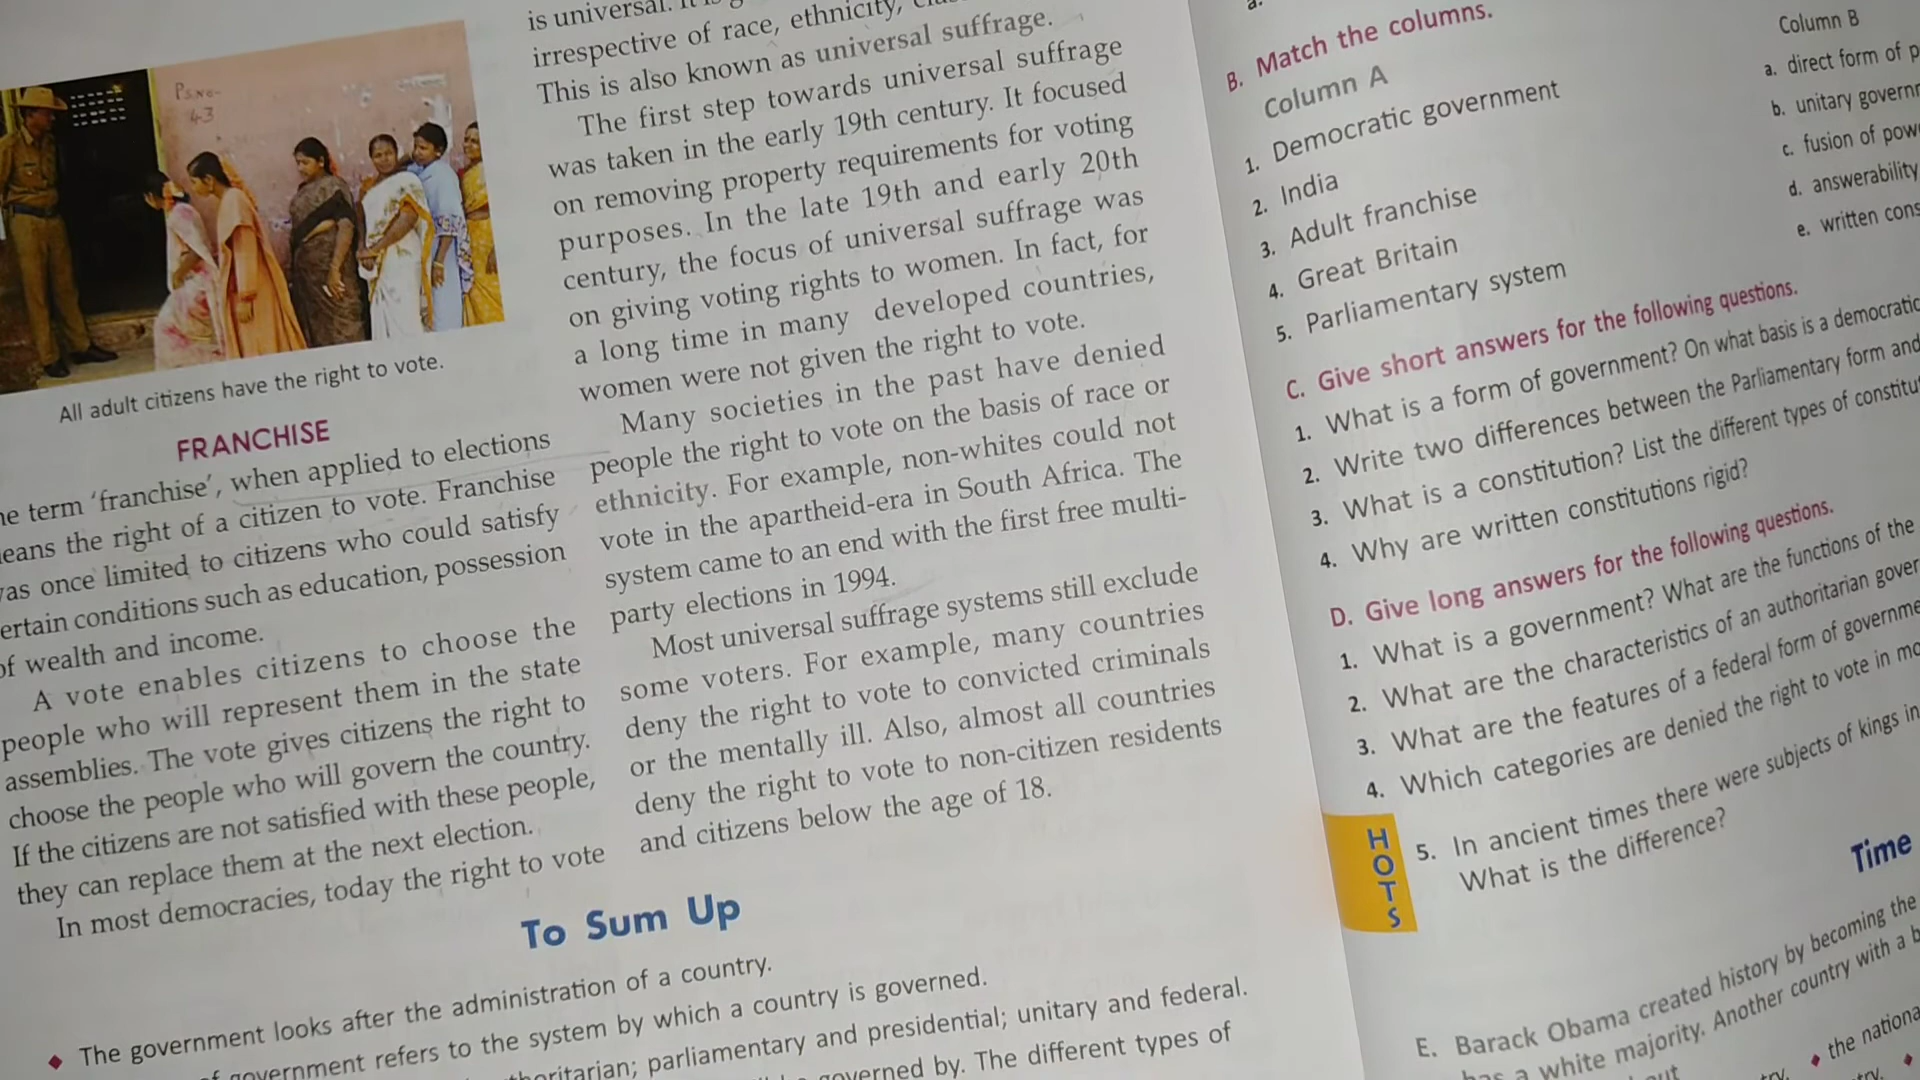 P.S.No-
43
All adult citizens have the right to vote.
FRANCHISE
term 'franchise', when applied to elections
means the right of a citizen to vote. Franchise
was once limited to citizens who could satisfy
certain conditions such as education, possession
of wealth and income.
A vote enables citizens to choose the
people who will represent them in the state
assemblies. The vote gives citizens the right to
choose the people who will govern the country.
If the citizens are not satisfied with these people,
they can replace them at the next election.
In most democracies, today the right to vote
is universal.
irrespective of race, ethnicity,
This is also known as universal suffrage.
The first step towards universal suffrage
was taken in the early 19th century. It focused
on removing property requirements for voting
purposes. In the late 19th and early 20th
century, the focus of universal suffrage was
on giving voting rights to women. In fact, for
a long time in many developed countries,
women were not given the right to vote.
Many societies in the past have denied
people the right to vote on the basis of race or
ethnicity. For example, non-whites could not
vote in the apartheid-era in South Africa. The
system came to an end with the first free multi-
party elections in 1994.
Most universal suffrage systems still exclude
some voters. For example, many countries
deny the right to vote to convicted criminals
or the mentally ill. Also, almost all countries
deny the right to vote to non-citizen residents
and citizens below the age of 18.
To Sum Up
♦ The government looks after the administration of a country.
government refers to the system by which a country is governed.
parliamentary and presidential; unitary and federal.
governed by. The different types of
a.
B. Match the columns.
Column A
1. Democratic government
2. India
3. Adult franchise
4. Great Britain
5. Parliamentary system
Column B
a. direct form of
b. unitary
c. fusion of
d. answerability
e. written
C. Give short answers for the following questions.
1. What is a form of government? On what basis is a democratic
2. Write two differences between the Parliamentary form and
3. What is a constitution? List the different types of
4. Why are written constitutions rigid?
D. Give long answers for the following questions.
1. What is a government? What are the functions of the
2. What are the characteristics of an authoritarian
3. What are the features of a federal form of
4. Which categories are denied the right to vote in
HOTS
5. In ancient times there were subjects of kings in
What is the difference?
Time
E. Barack Obama created history by becoming the
has a white majority. Another country with a
♦ the